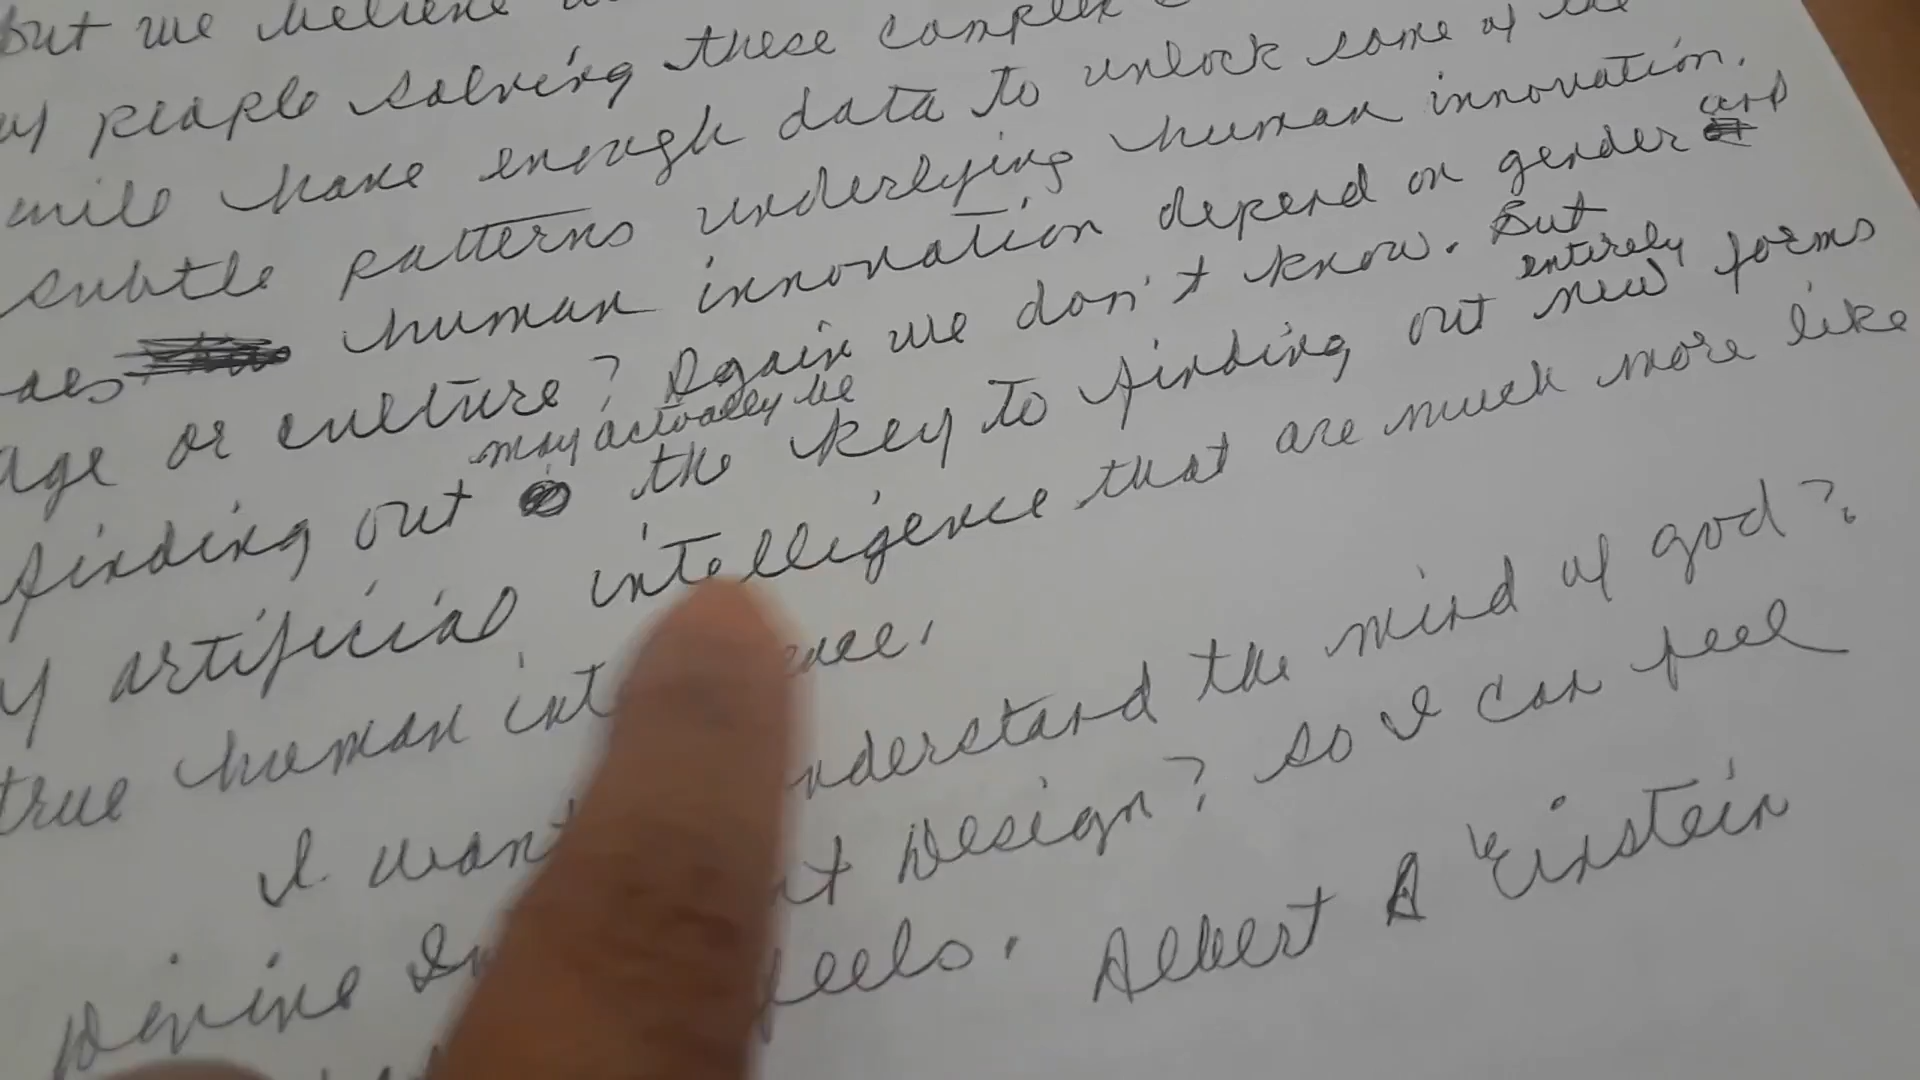 but we believe
of people solving these complex
will have enough data to unlock some of the
subtle patterns underlying human innovation.
human innovation depend on gender and
age or culture? Again we don't know. But
finding out may actually be the key to finding out entirely new forms
of artificial intelligence that are much more like
true human
I want understand the mind of god?
Divine Design? so I can feel
feels. Albert Einstein